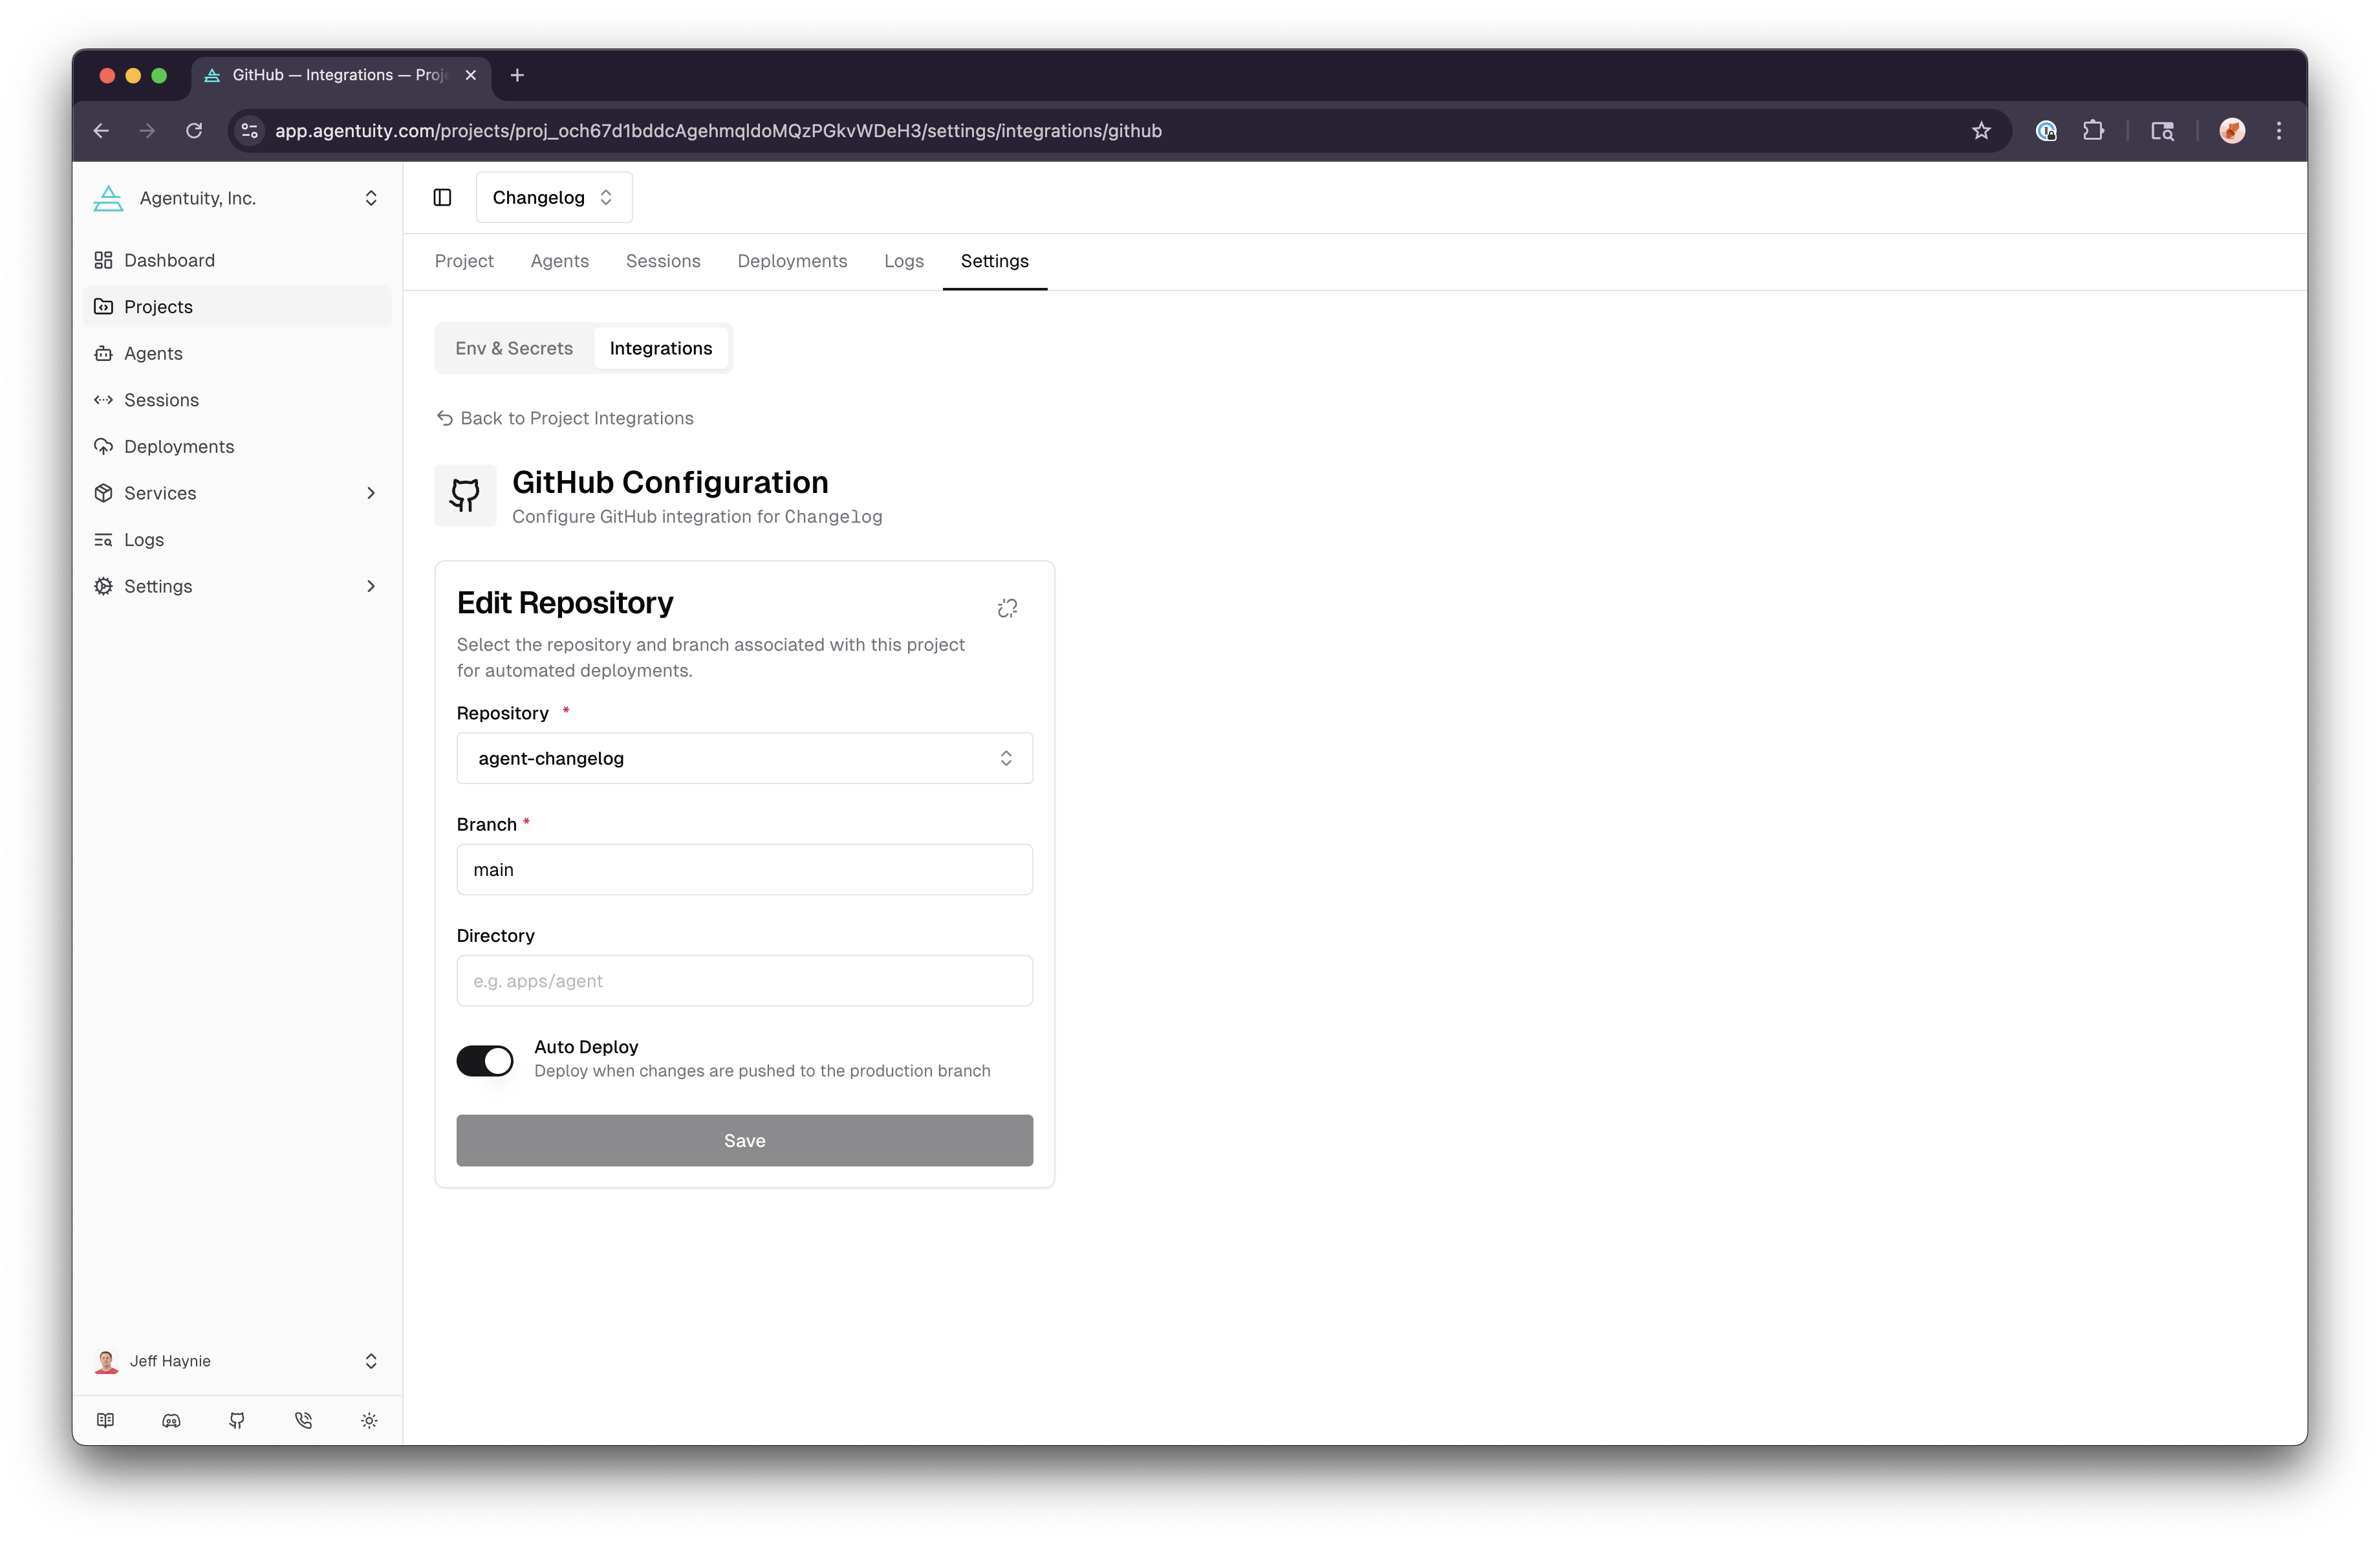 GitHub — Integrations — Proj
app.agentuity.com/projects/proj_och67d1bddcAgehmqldoMQzPGkvWDeH3/settings/integrations/github
Agentuity, Inc.
Dashboard
Projects
Agents
Sessions
Deployments
Services
Logs
Settings
Jeff Haynie
Changelog
Project
Agents
Sessions
Deployments
Logs
Settings
Env & Secrets
Integrations
Back to Project Integrations
GitHub Configuration
Configure GitHub integration for Changelog
Edit Repository
Select the repository and branch associated with this project
for automated deployments.
Repository *
agent-changelog
Branch *
main
Directory
e.g. apps/agent
Auto Deploy
Deploy when changes are pushed to the production branch
Save